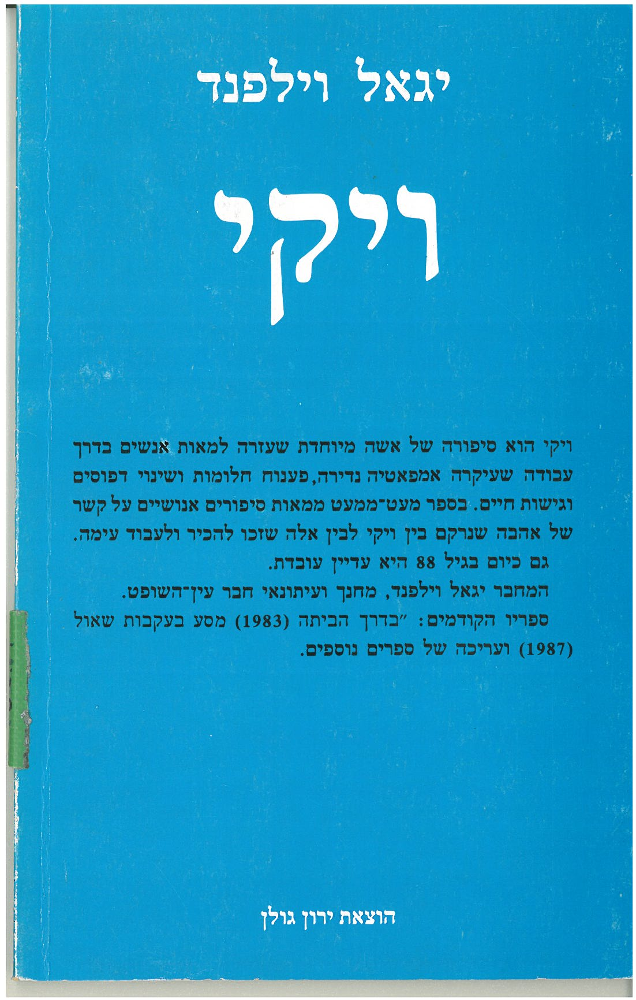 יגאל וילפנד
ויקי
ויקי הוא סיפורה של אשה מיוחדת שעזרה למאות אנשים בדרך
עבודה שעיקרה אמפאטיה נדירה,פענוח חלומות ושינוי דפוסים
וגישות חיים. בספר מעט־ממעט ממאות סיפורים אנושיים על קשר
של אהבה שנרקם בין ויקי לבין אלה שזכו להכיר ולעבוד עימה.
גם כיום בגיל 88 היא עדיין עובדת.
המחבר יגאל וילפנד, מחנך ועיתונאי חבר עין־השופט.
ספריו הקודמים: ״בדרך הביתה (1983) מסע בעקבות שאול
(1987) ועריכה של ספרים נוספים.
הוצאת ירון גולן